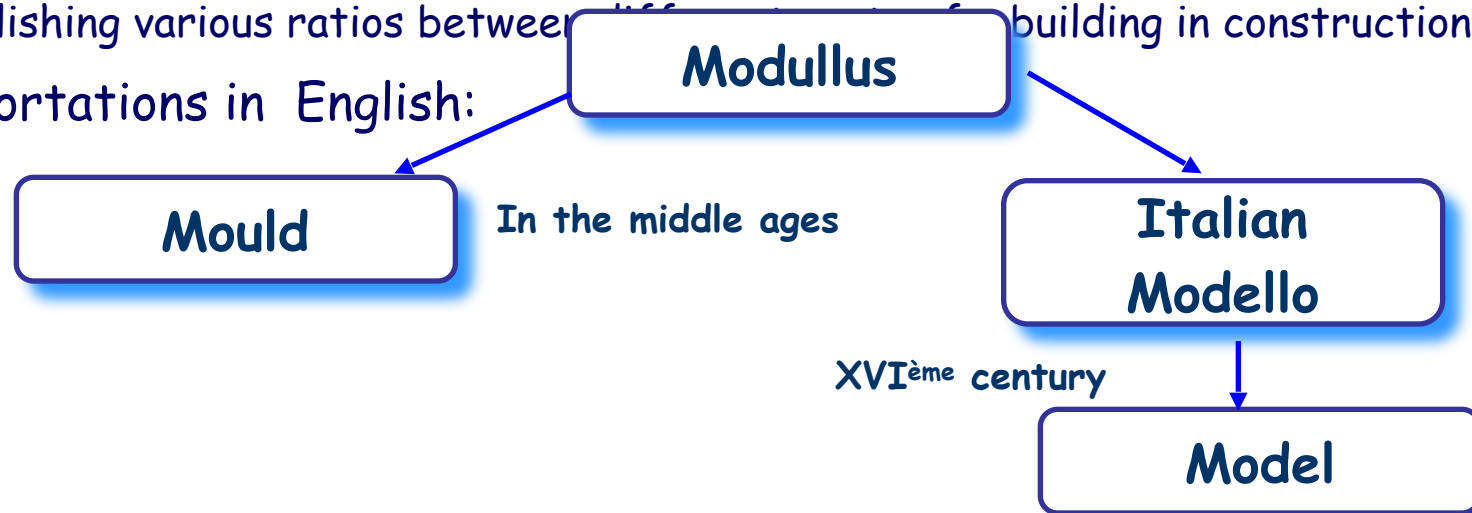 lishing various ratios between building in construction
Modullus
ortations in English:
Mould
In the middle ages
Italian
Modello
XVIème century
Model